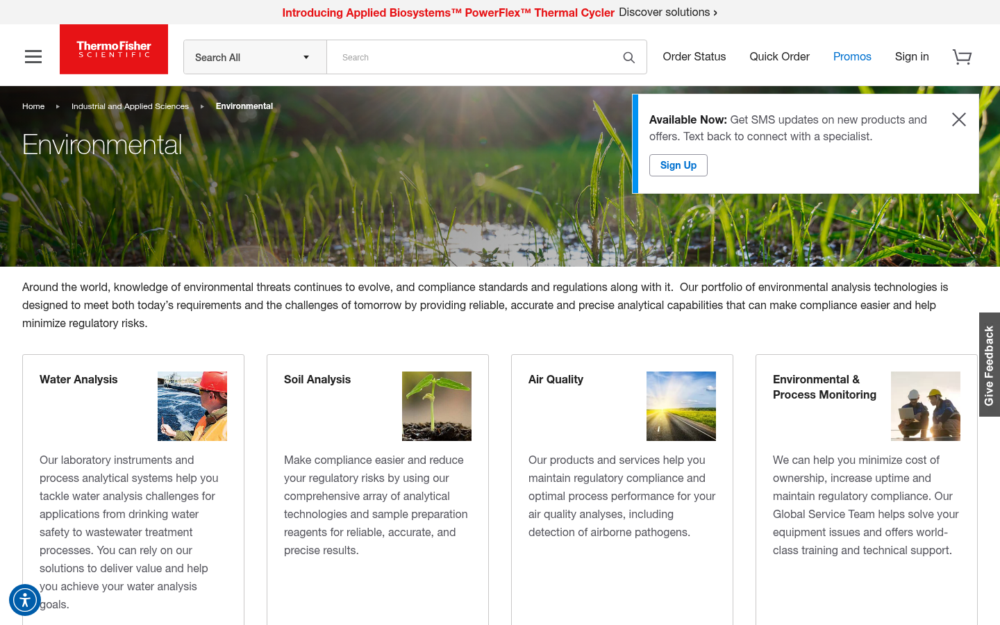 Introducing Applied Biosystems™ PowerFlex™ Thermal Cycler Discover solutions ›
ThermoFisher
SCIENTIFIC
Search All
Search
Order Status
Quick Order
Promos
Sign in
Home
Industrial and Applied Sciences
Environmental
Environmental
Available Now: Get SMS updates on new products and
offers. Text back to connect with a specialist.
Sign Up
Around the world, knowledge of environmental threats continues to evolve, and compliance standards and regulations along with it.  Our portfolio of environmental analysis technologies is
designed to meet both today’s requirements and the challenges of tomorrow by providing reliable, accurate and precise analytical capabilities that can make compliance easier and help
minimize regulatory risks.
Give Feedback
Water Analysis
Our laboratory instruments and
process analytical systems help you
tackle water analysis challenges for
applications from drinking water
safety to wastewater treatment
processes. You can rely on our
solutions to deliver value and help
you achieve your water analysis
goals.
Soil Analysis
Make compliance easier and reduce
your regulatory risks by using our
comprehensive array of analytical
technologies and sample preparation
reagents for reliable, accurate, and
precise results.
Air Quality
Our products and services help you
maintain regulatory compliance and
optimal process performance for your
air quality analyses, including
detection of airborne pathogens.
Environmental &
Process Monitoring
We can help you minimize cost of
ownership, increase uptime and
maintain regulatory compliance. Our
Global Service Team helps solve your
equipment issues and offers world-
class training and technical support.